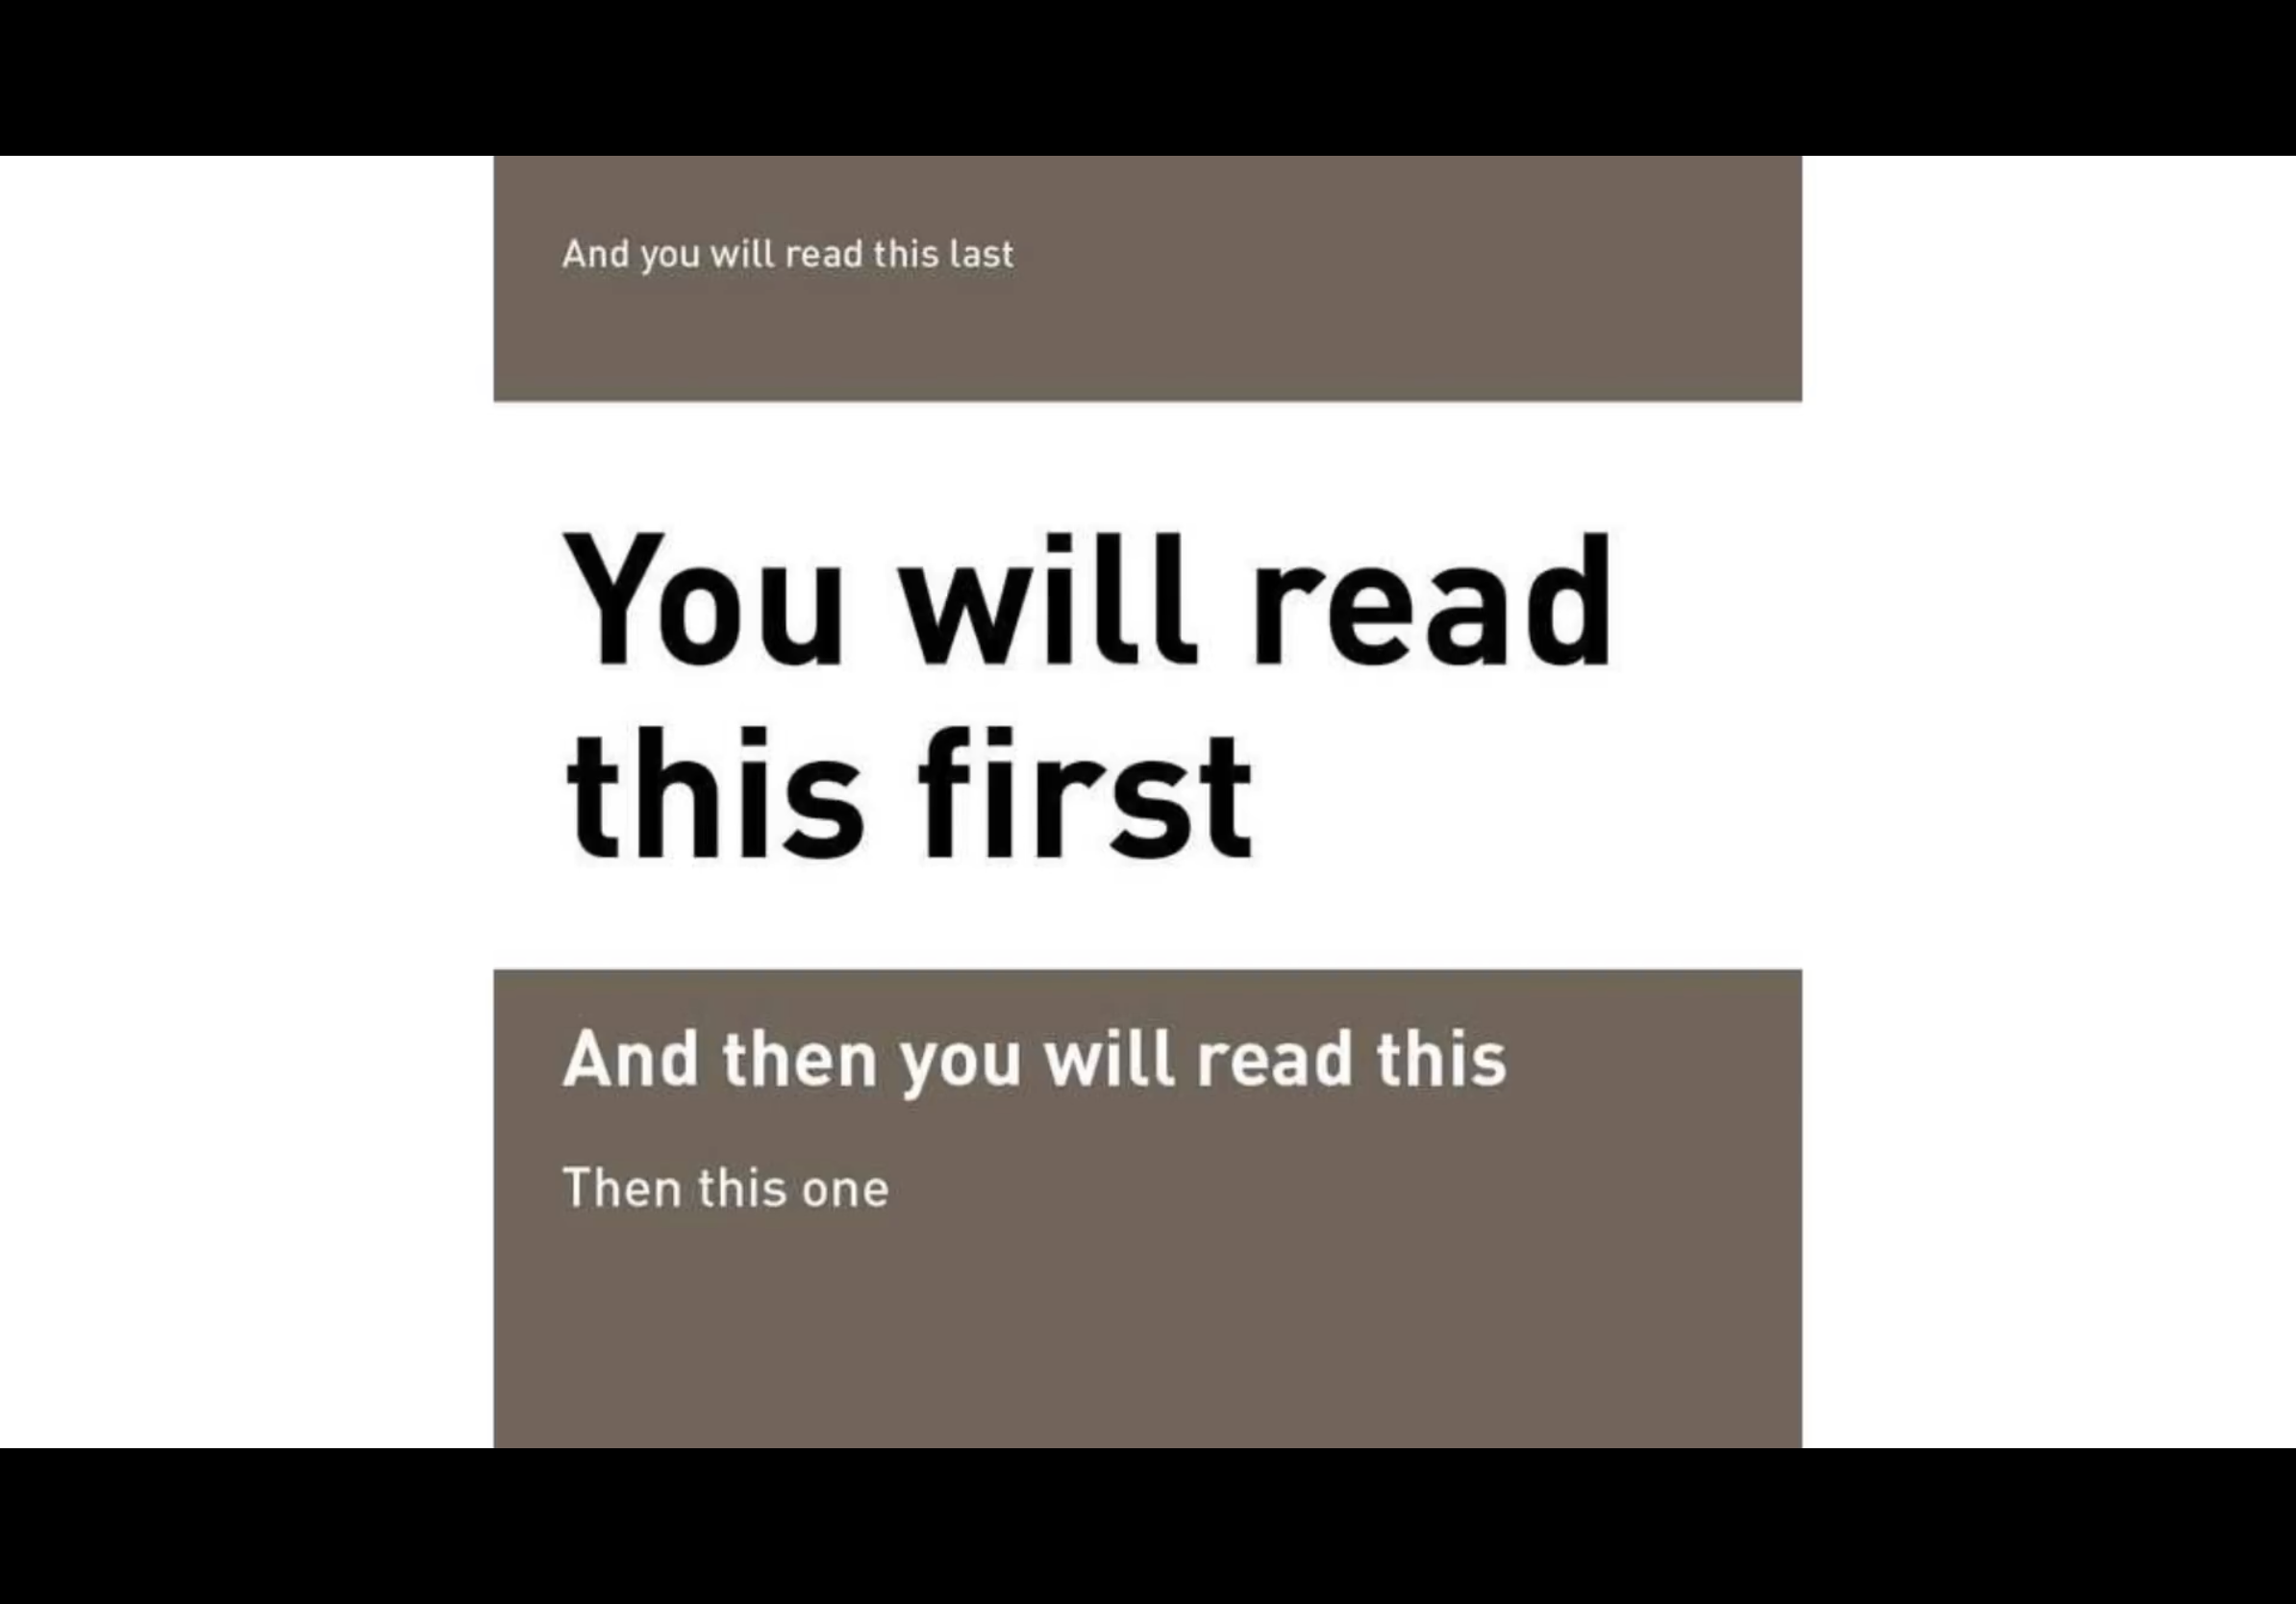 And you will read this last
You will read
this first
And then you will read this
Then this one